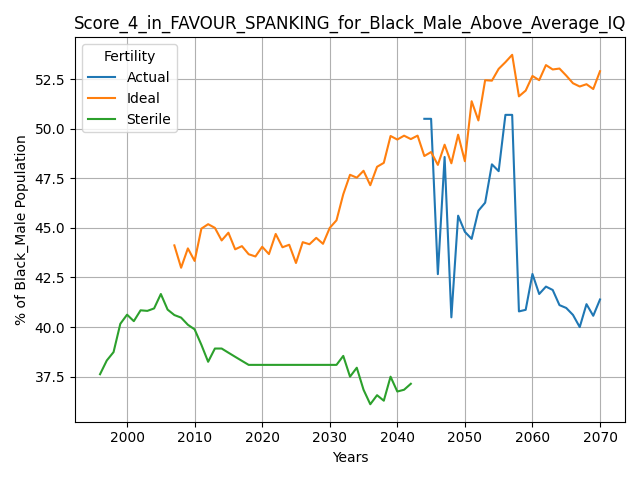 Score_4_in_FAVOUR_SPANKING_for_Black_Male_Above_Average_IQ
Fertility
Actual
Ideal
Sterile
% of Black_Male Population
52.5
50.0
47.5
45.0
42.5
40.0
37.5
2000 2010 2020 2030 2040 2050 2060 2070
Years